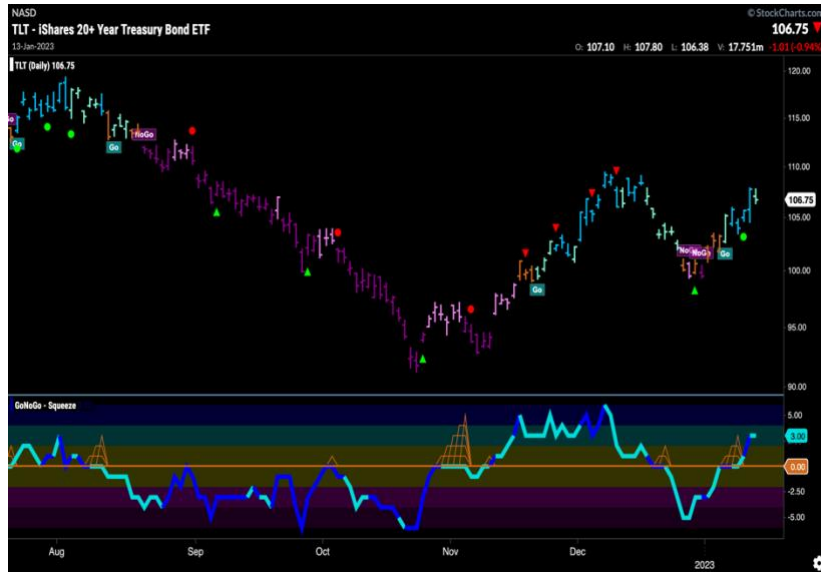 NASD
© StockCharts.com
TLT - iShares 20+ Year Treasury Bond ETF
106.75
13-Jan-2023
O: 107.10 H: 107.80 L: 106.38 V: 17.751m -1.01 (-0.94%)
TLT (Daily) 106.75
120.00
115.00
Go
NoGo
Go
Go
110.00
106.75
105.00
NoGo
NoGo
Go
100.00
Go
95.00
90.00
GoNoGo - Squeeze
5.00
3.00
0.00
-2.50
-5.00
Aug Sep Oct Nov Dec 2023